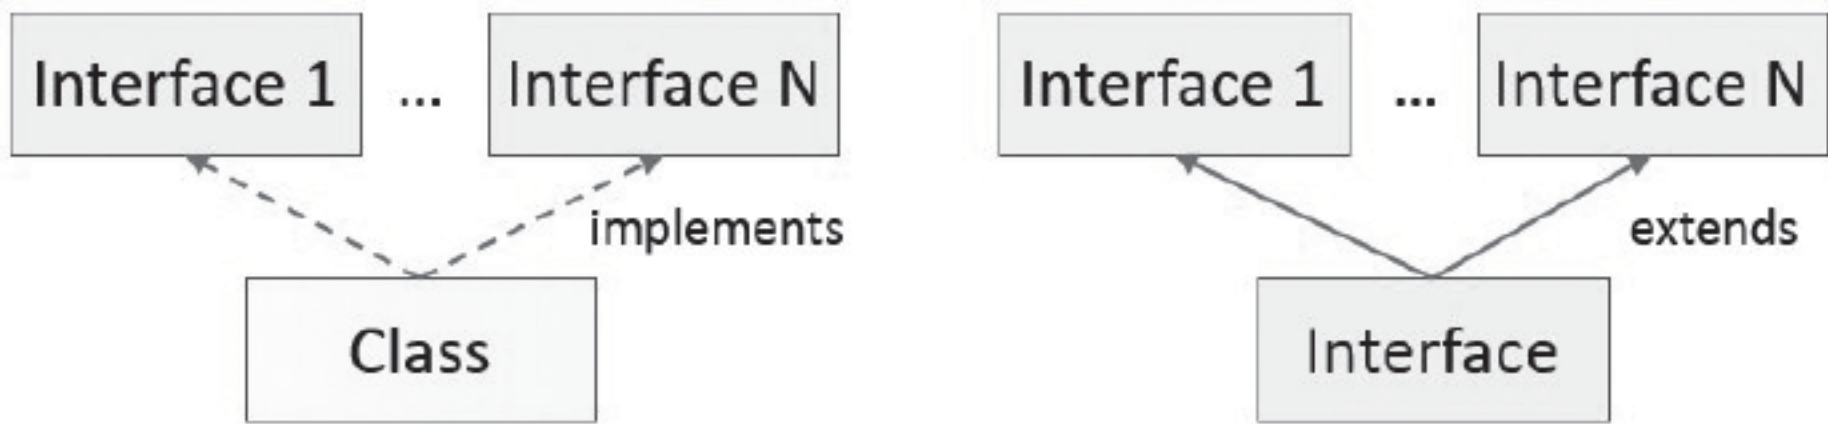 Interface 1 ... Interface N
implements
Class
Interface 1 ... Interface N
extends
Interface